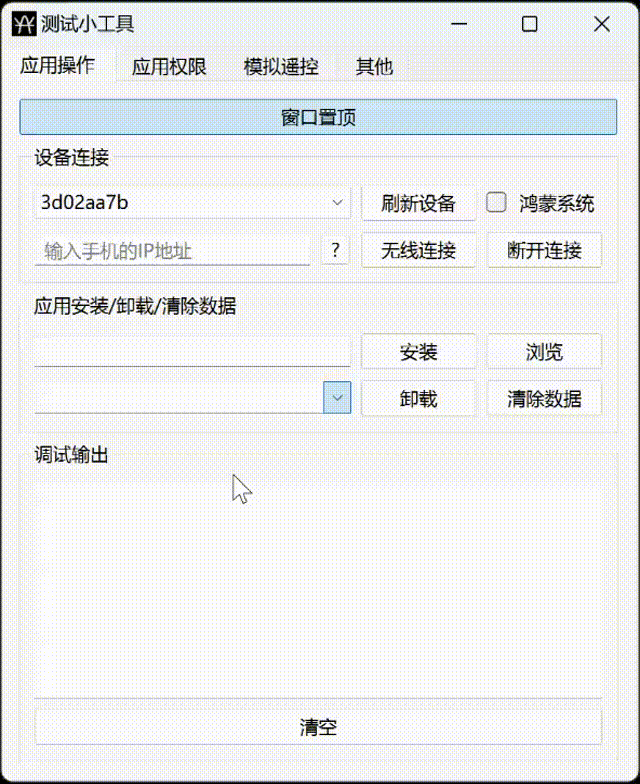 测试小工具
应用操作 应用权限 模拟遥控 其他
窗口置顶
设备连接
3d02aa7b 刷新设备 鸿蒙系统
输入手机的IP地址 ? 无线连接 断开连接
应用安装/卸载/清除数据
安装 浏览
卸载 清除数据
调试输出
清空